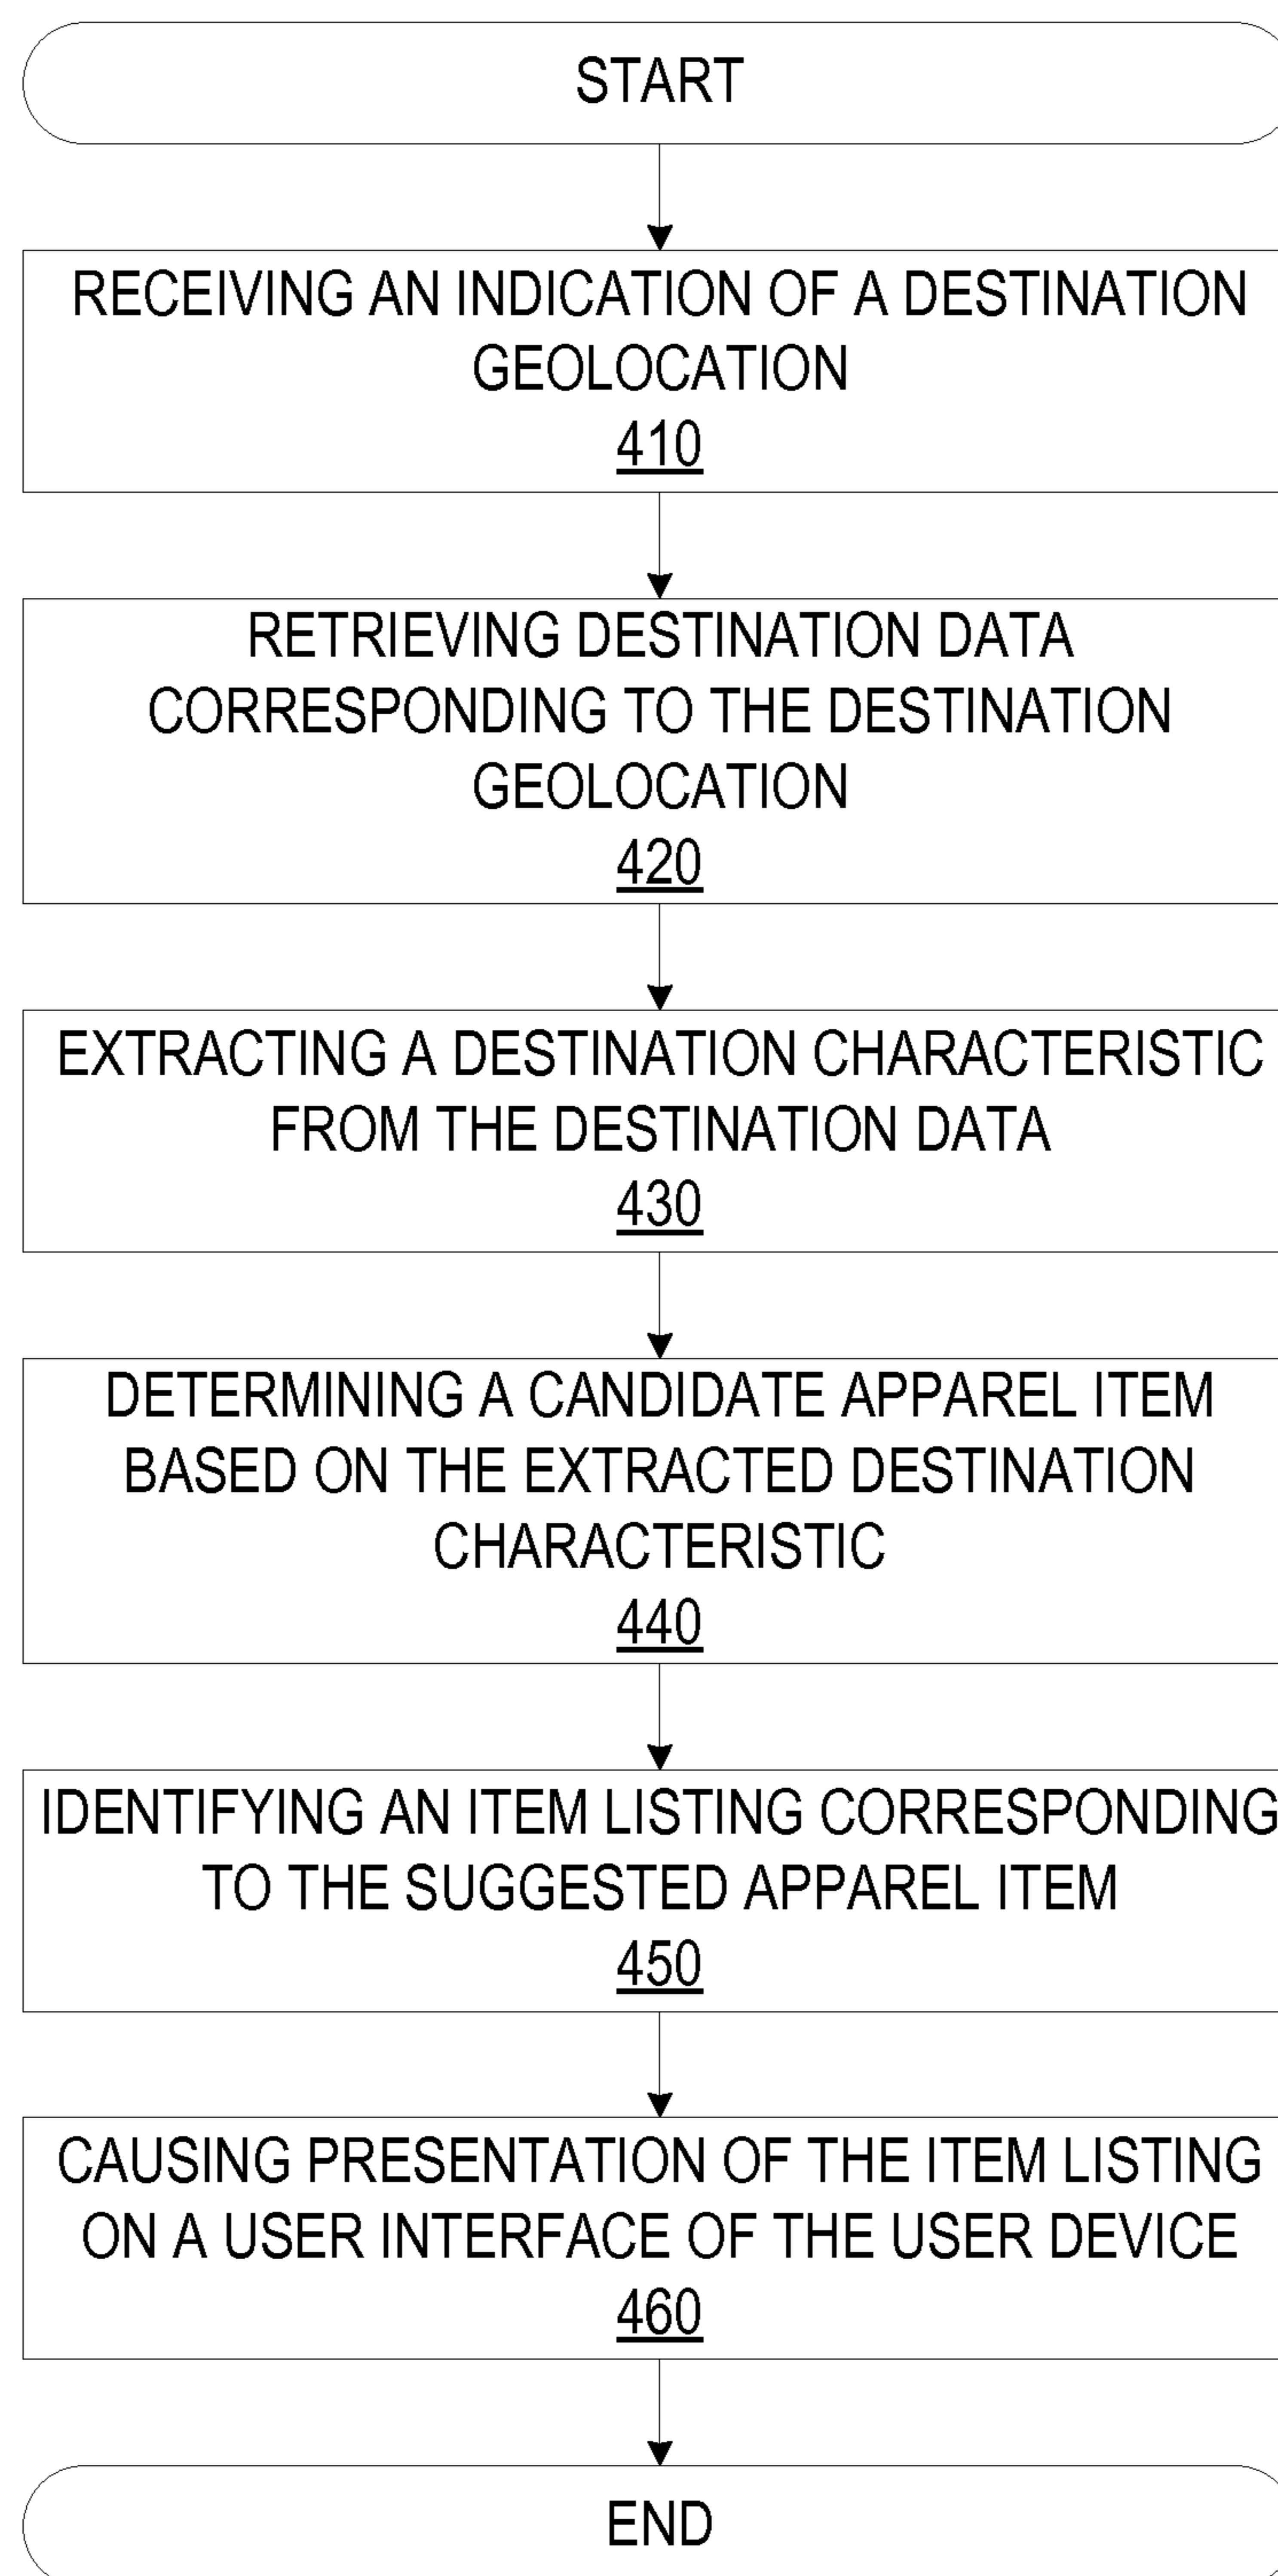 START
RECEIVING AN INDICATION OF A DESTINATION
GEOLOCATION
410
RETRIEVING DESTINATION DATA
CORRESPONDING TO THE DESTINATION
GEOLOCATION
420
EXTRACTING A DESTINATION CHARACTERISTIC
FROM THE DESTINATION DATA
430
DETERMINING A CANDIDATE APPAREL ITEM
BASED ON THE EXTRACTED DESTINATION
CHARACTERISTIC
440
IDENTIFYING AN ITEM LISTING CORRESPONDING
TO THE SUGGESTED APPAREL ITEM
450
CAUSING PRESENTATION OF THE ITEM LISTING
ON A USER INTERFACE OF THE USER DEVICE
460
END